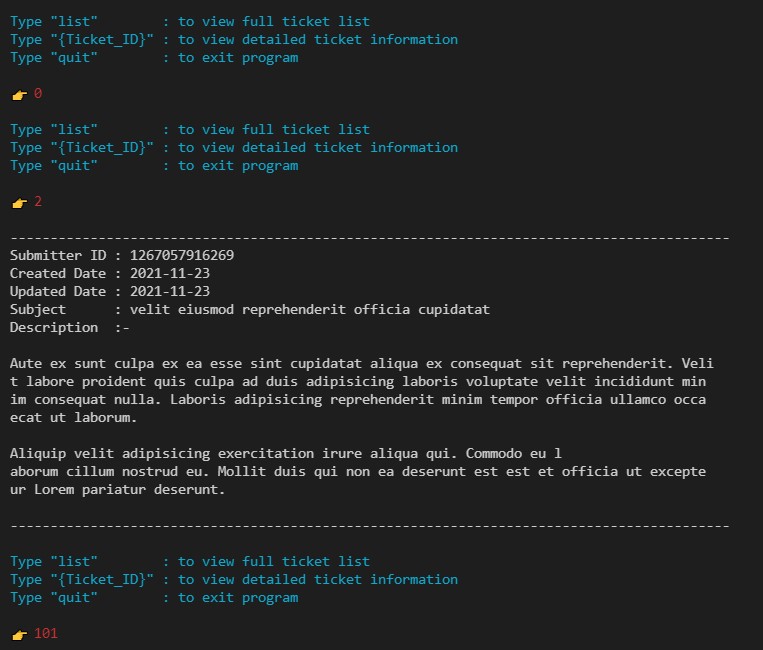 Type "list"        : to view full ticket list
Type "{Ticket_ID}" : to view detailed ticket information
Type "quit"        : to exit program
👉 0
Type "list"        : to view full ticket list
Type "{Ticket_ID}" : to view detailed ticket information
Type "quit"        : to exit program
👉 2
------------------------------------------------------------------------------------------
Submitter ID : 1267057916269
Created Date : 2021-11-23
Updated Date : 2021-11-23
Subject      : velit eiusmod reprehenderit officia cupidatat
Description  :-
Aute ex sunt culpa ex ea esse sint cupidatat aliqua ex consequat sit reprehenderit. Veli
t labore proident quis culpa ad duis adipisicing laboris voluptate velit incididunt min
im consequat nulla. Laboris adipisicing reprehenderit minim tempor officia ullamco occa
ecat ut laborum.
Aliquip velit adipisicing exercitation irure aliqua qui. Commodo eu l
aborum cillum nostrud eu. Mollit duis qui non ea deserunt est est et officia ut excepte
ur Lorem pariatur deserunt.
------------------------------------------------------------------------------------------
Type "list"        : to view full ticket list
Type "{Ticket_ID}" : to view detailed ticket information
Type "quit"        : to exit program
👉 101